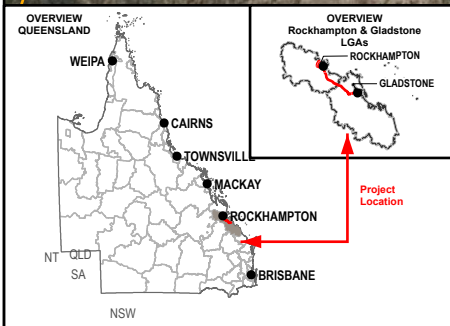 OVERVIEW
QUEENSLAND
WEIPA
CAIRNS
TOWNSVILLE
MACKAY
ROCKHAMPTON
BRISBANE
NT
QLD
SA
NSW
OVERVIEW
Rockhampton & Gladstone
LGAs
ROCKHAMPTON
GLADSTONE
Project
Location